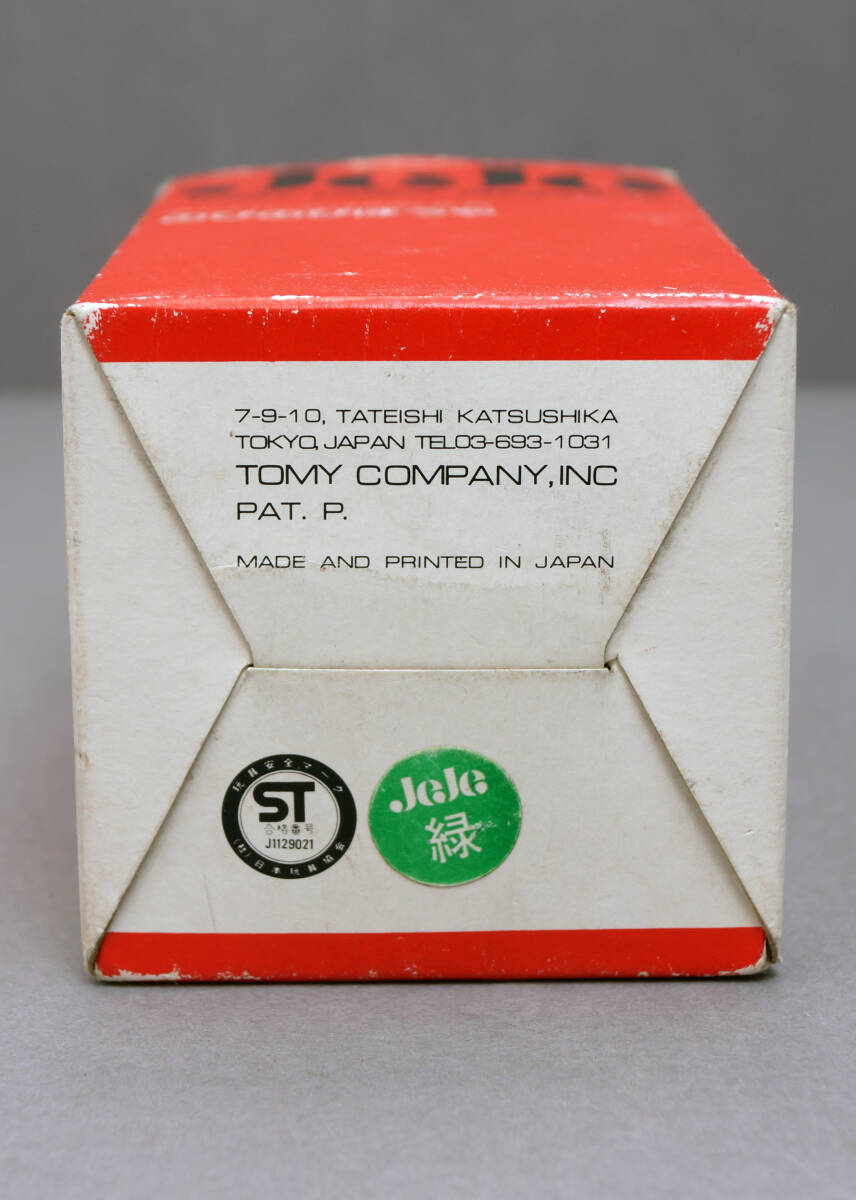 JeJe
7-9-10, TATEISHI KATSUSHIKA
TOKYO, JAPAN TEL03-693-1031
TOMY COMPANY, INC
PAT. P.
MADE AND PRINTED IN JAPAN
玩具安全マーク
ST
合格番号
J1129021
(社)日本玩具協会
JeJe
緑